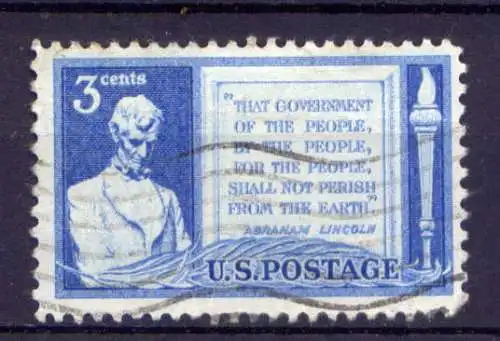 3 cents
"THAT GOVERNMENT
OF THE PEOPLE,
BY THE PEOPLE,
FOR THE PEOPLE,
SHALL NOT PERISH
FROM THE EARTH."
ABRAHAM LINCOLN
U.S. POSTAGE